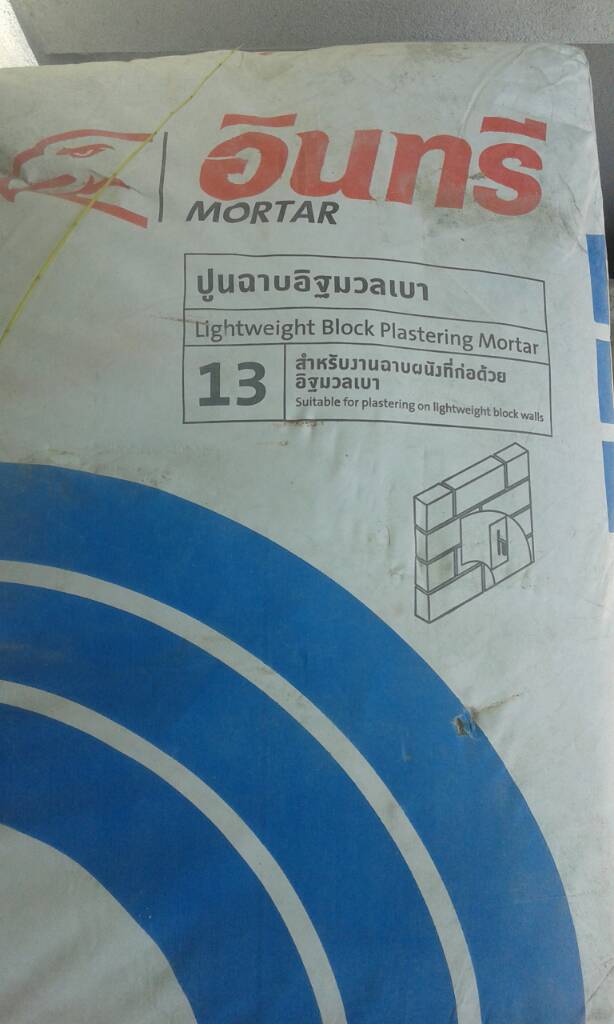 อินทรี
MORTAR
ปูนฉาบอิฐมวลเบา
Lightweight Block Plastering Mortar
13
สำหรับงานฉาบผนังที่ก่อด้วย
อิฐมวลเบา
Suitable for plastering on lightweight block walls